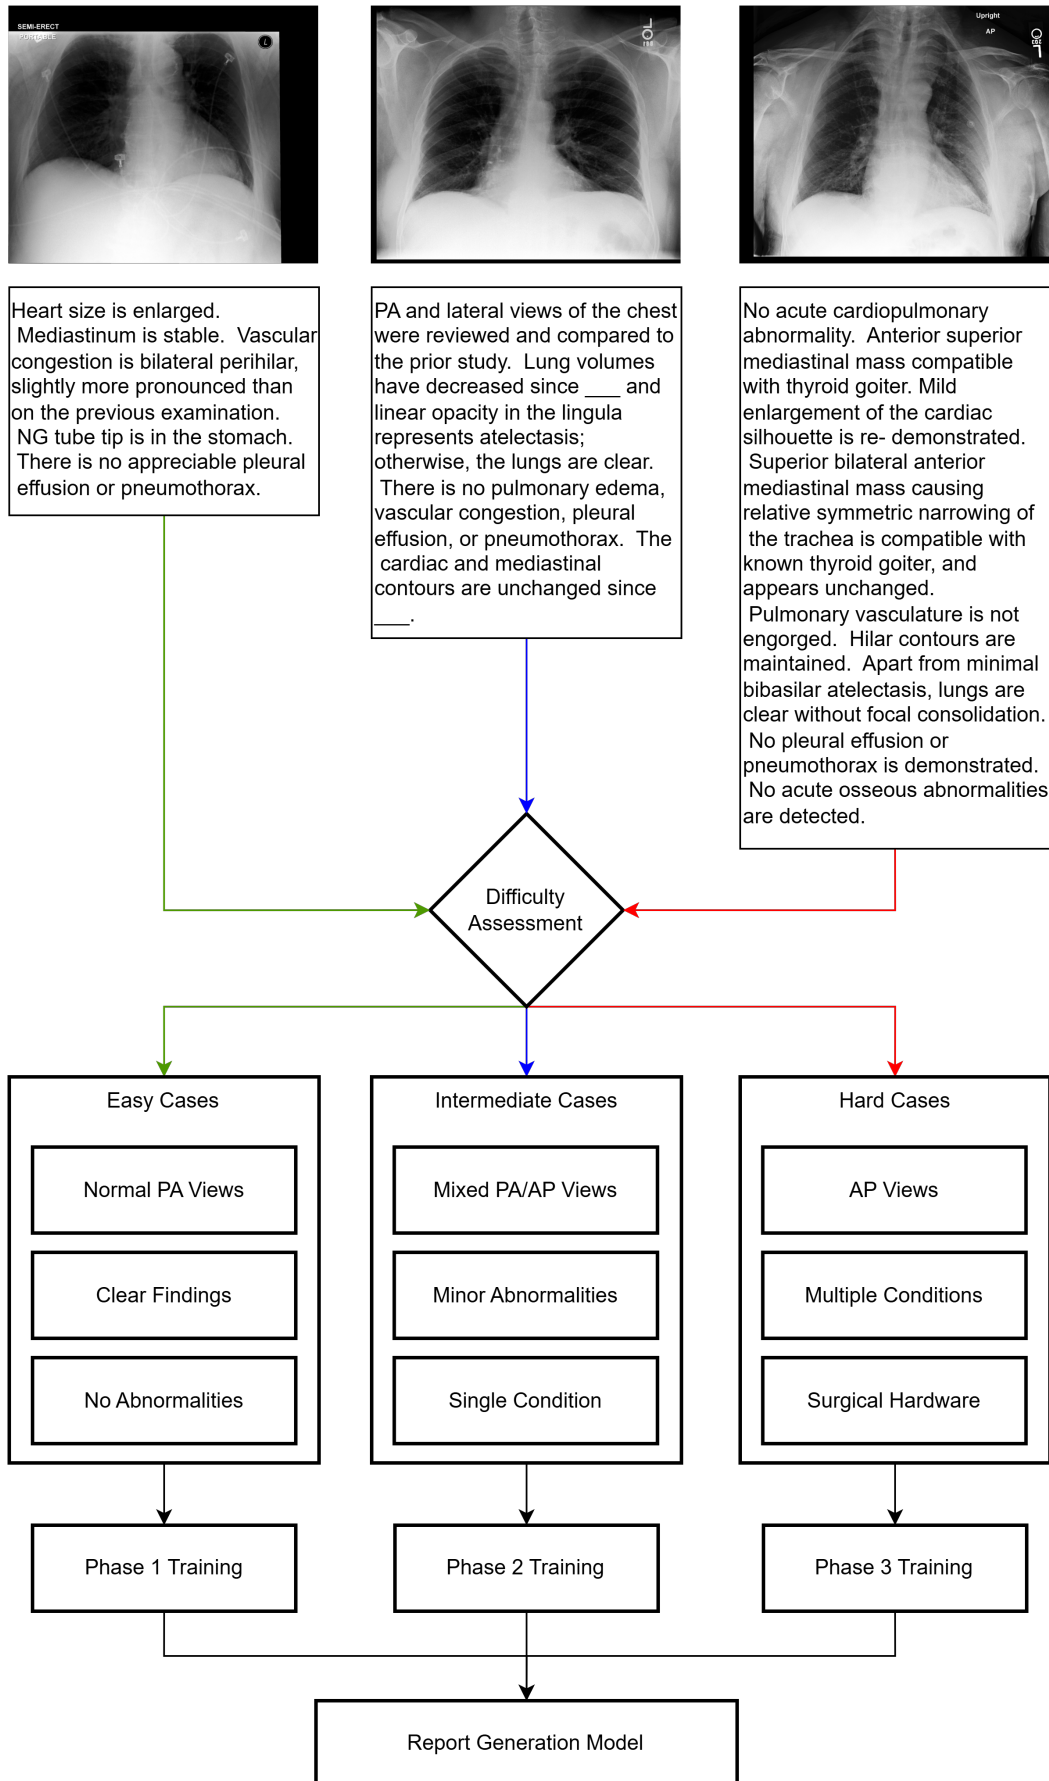 SEMI-ERECT
PORTABLE
L
Upright
AP
Heart size is enlarged.
Mediastinum is stable.  Vascular
congestion is bilateral perihilar,
slightly more pronounced than
on the previous examination.
NG tube tip is in the stomach.
There is no appreciable pleural
effusion or pneumothorax.
PA and lateral views of the chest
were reviewed and compared to
the prior study.  Lung volumes
have decreased since ___ and
linear opacity in the lingula
represents atelectasis;
otherwise, the lungs are clear.
There is no pulmonary edema,
vascular congestion, pleural
effusion, or pneumothorax.  The
cardiac and mediastinal
contours are unchanged since
___.
No acute cardiopulmonary
abnormality.  Anterior superior
mediastinal mass compatible
with thyroid goiter. Mild
enlargement of the cardiac
silhouette is re- demonstrated.
Superior bilateral anterior
mediastinal mass causing
relative symmetric narrowing of
the trachea is compatible with
known thyroid goiter, and
appears unchanged.
Pulmonary vasculature is not
engorged.  Hilar contours are
maintained.  Apart from minimal
bibasilar atelectasis, lungs are
clear without focal consolidation.
No pleural effusion or
pneumothorax is demonstrated.
No acute osseous abnormalities
are detected.
Difficulty
Assessment
Easy Cases
Normal PA Views
Clear Findings
No Abnormalities
Intermediate Cases
Mixed PA/AP Views
Minor Abnormalities
Single Condition
Hard Cases
AP Views
Multiple Conditions
Surgical Hardware
Phase 1 Training
Phase 2 Training
Phase 3 Training
Report Generation Model